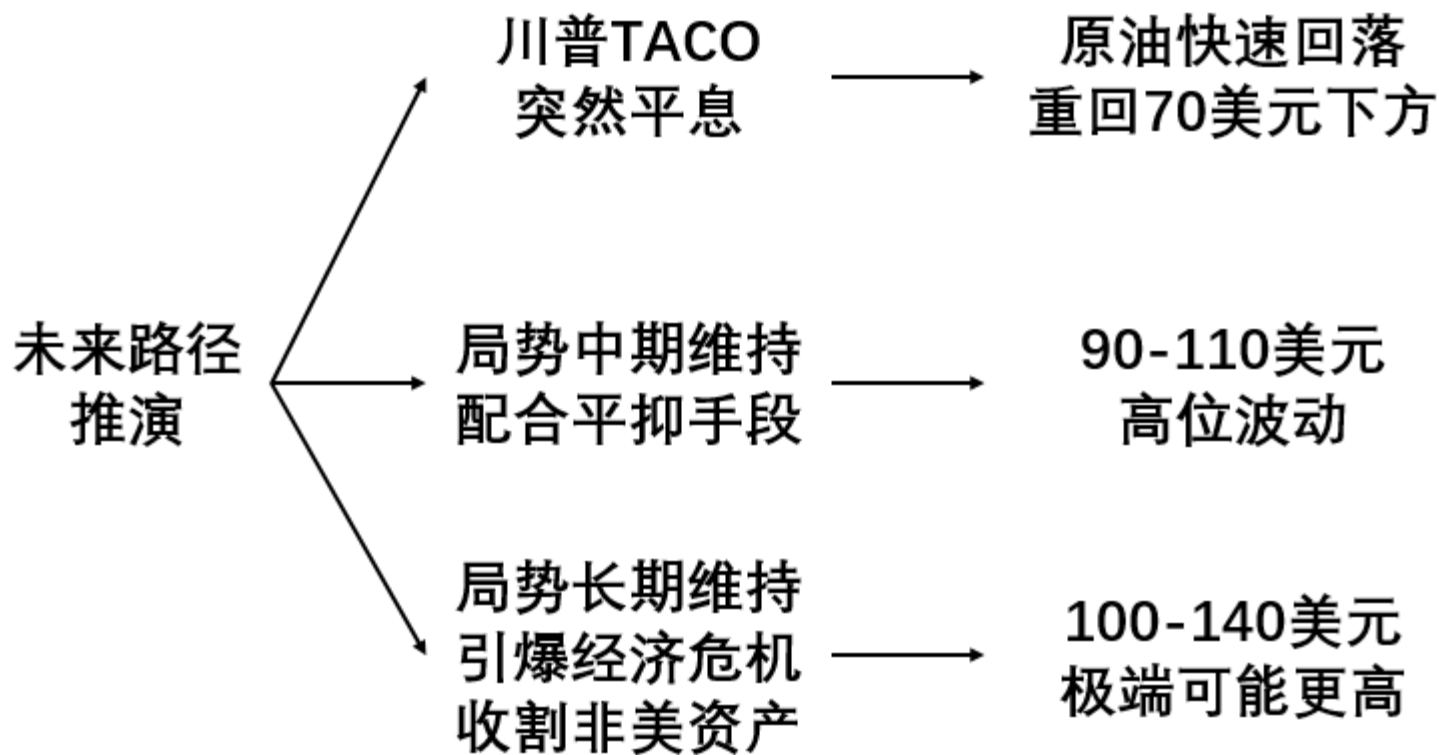 川普TACO
突然平息
原油快速回落
重回70美元下方
未来路径
推演
局势中期维持
配合平抑手段
90-110美元
高位波动
局势长期维持
引爆经济危机
收割非美资产
100-140美元
极端可能更高